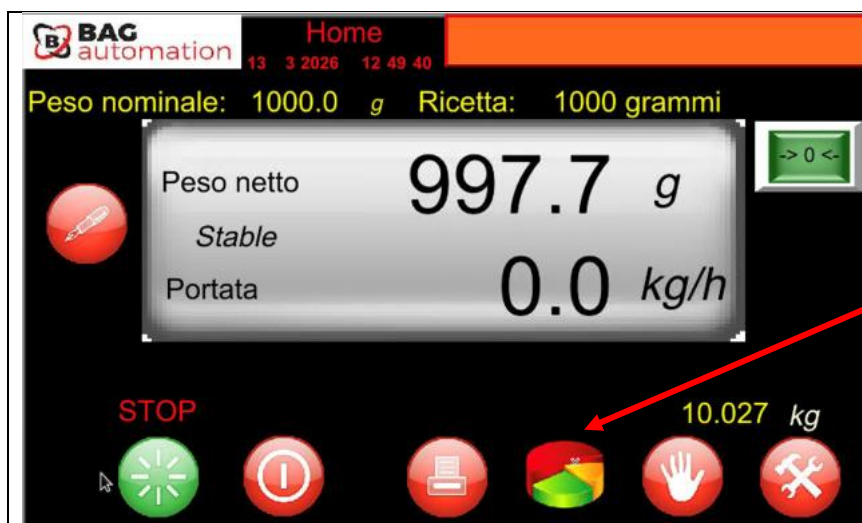 BAG
automation
Home
13 3 2026 12 49 40
Peso nominale: 1000.0 g Ricetta: 1000 grammi
-> 0 <-
Peso netto 997.7 g
Stable
Portata 0.0 kg/h
STOP
10.027 kg